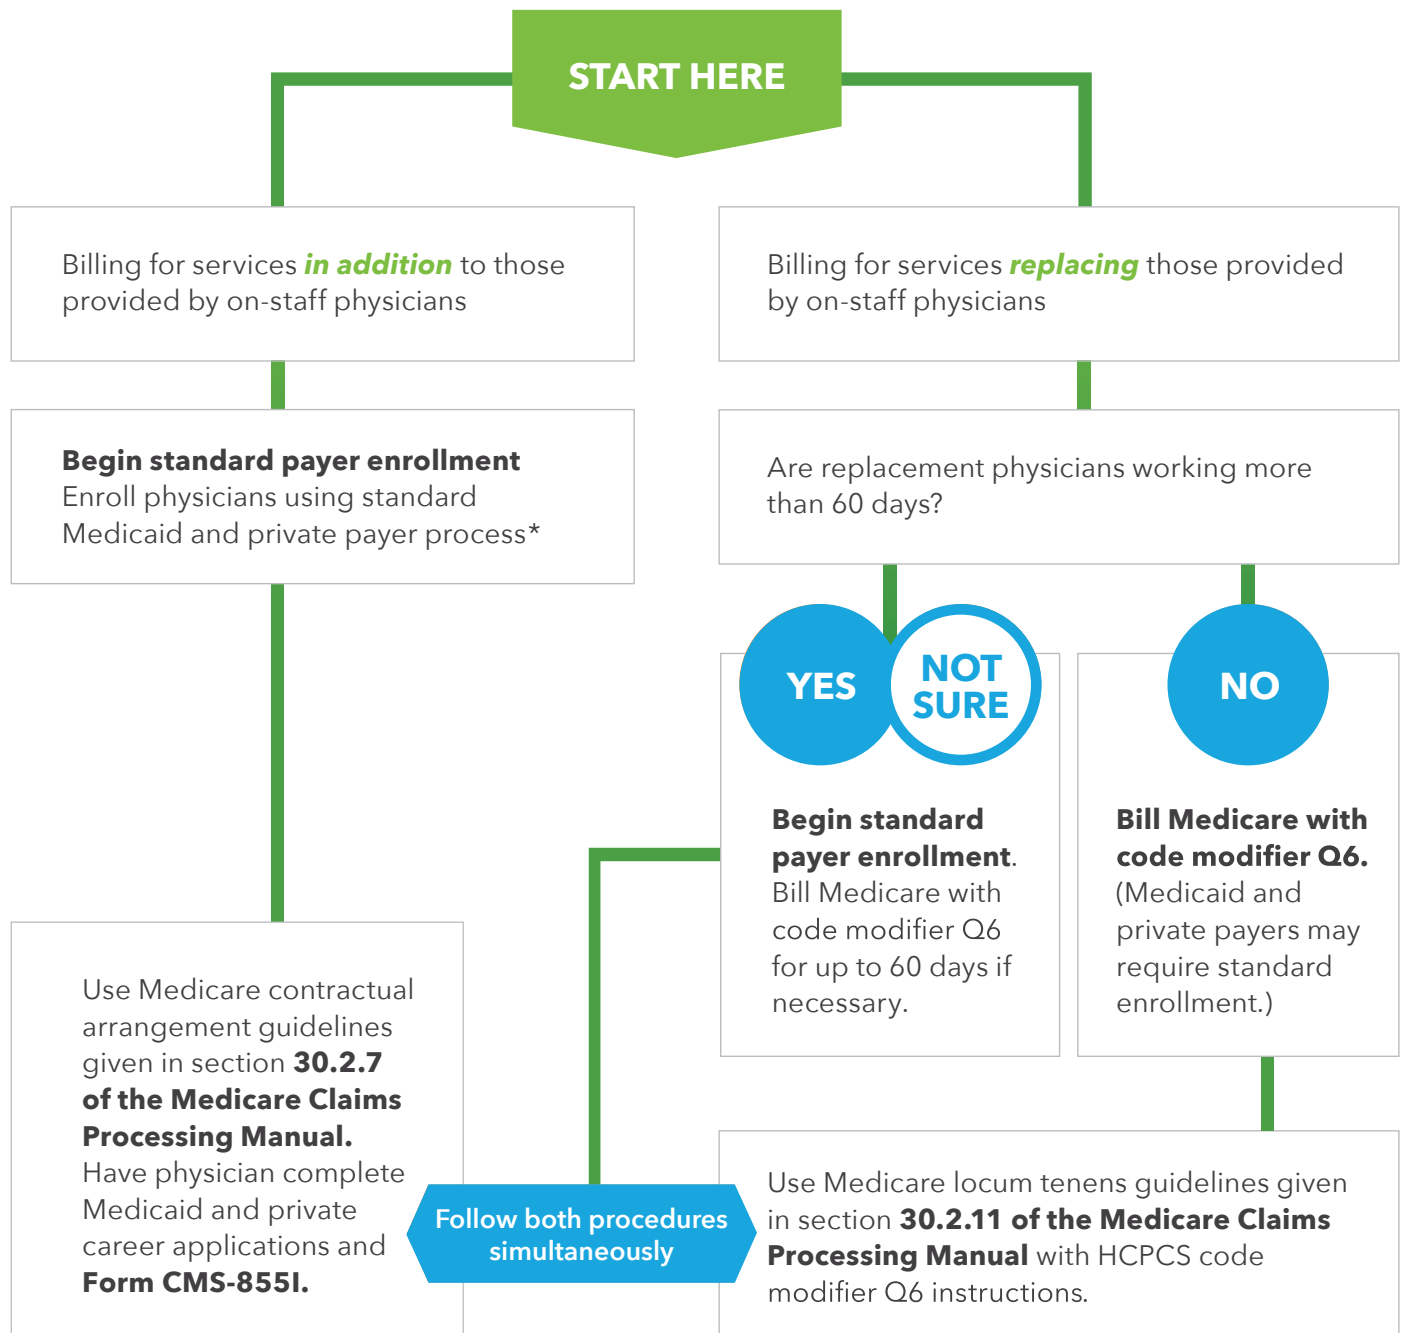 START HERE
Billing for services in addition to those
provided by on-staff physicians
Billing for services replacing those provided
by on-staff physicians
Begin standard payer enrollment
Enroll physicians using standard
Medicaid and private payer process*
Are replacement physicians working more
than 60 days?
YES
NOT
SURE
NO
Begin standard
payer enrollment.
Bill Medicare with
code modifier Q6
for up to 60 days if
necessary.
Bill Medicare with
code modifier Q6.
(Medicaid and
private payers may
require standard
enrollment.)
Use Medicare contractual
arrangement guidelines
given in section 30.2.7
of the Medicare Claims
Processing Manual.
Have physician complete
Medicaid and private
career applications and
Form CMS-855I.
Follow both procedures
simultaneously
Use Medicare locum tenens guidelines given
in section 30.2.11 of the Medicare Claims
Processing Manual with HCPCS code
modifier Q6 instructions.